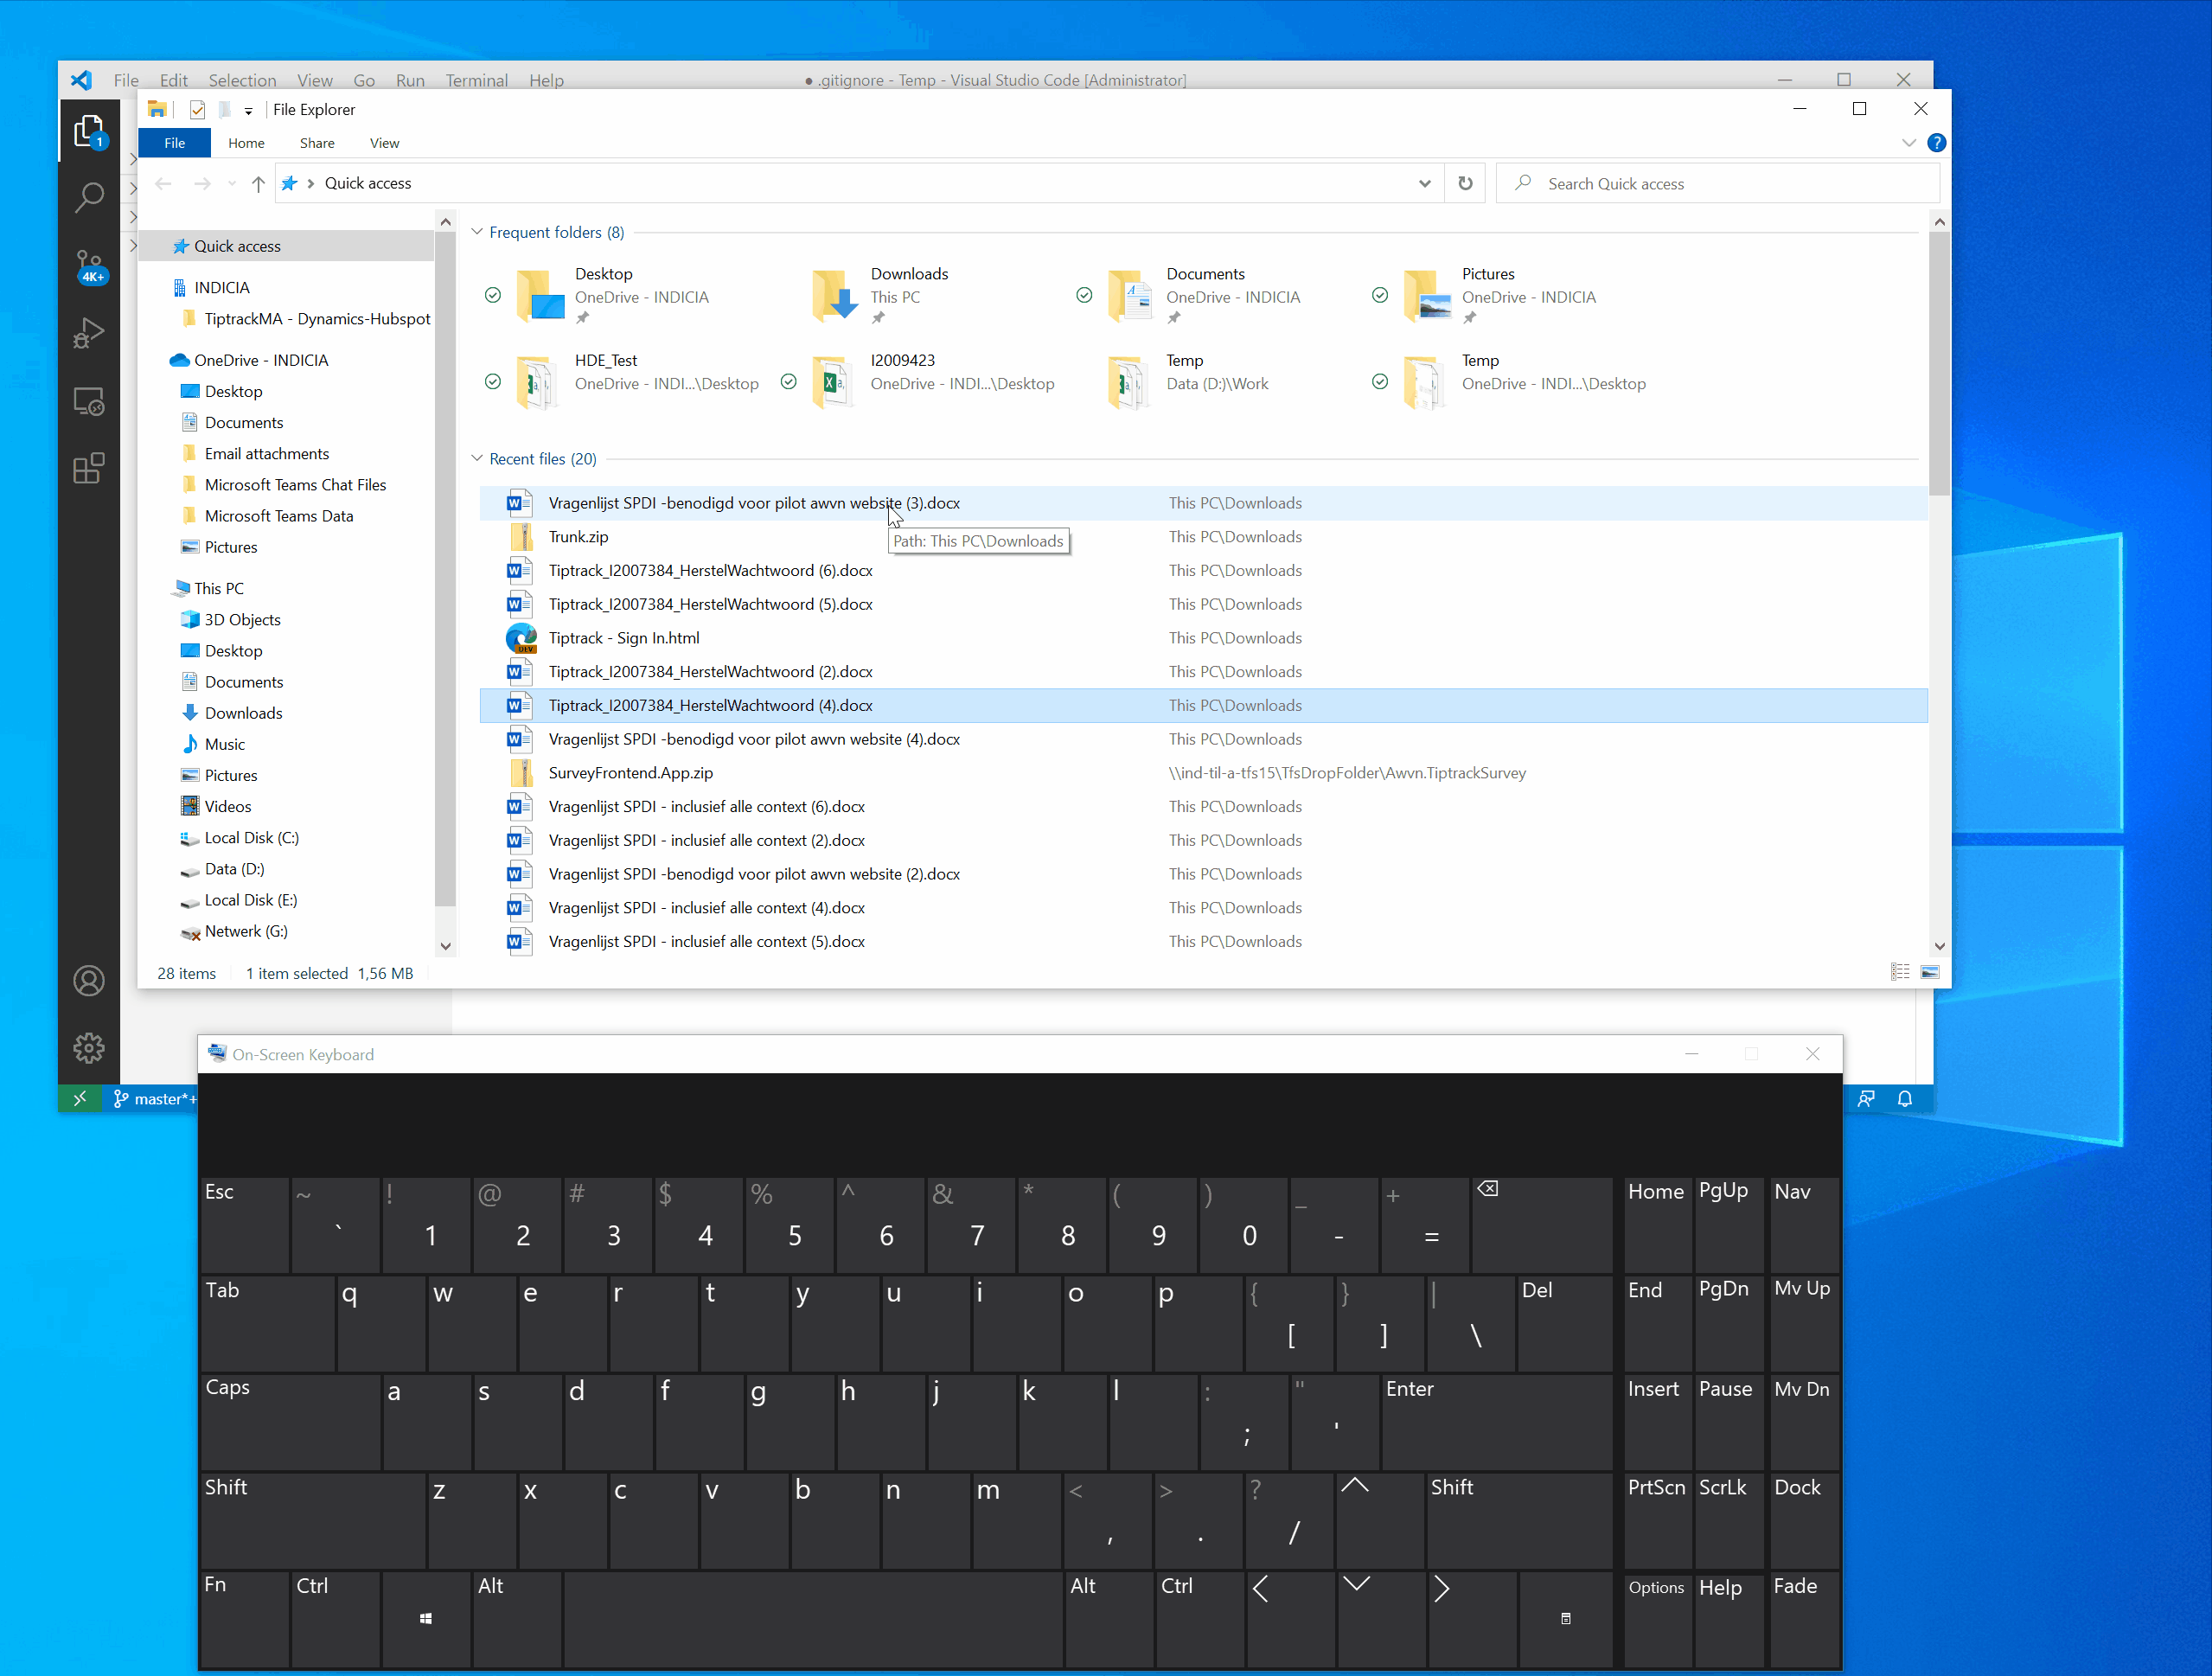 File Edit Selection View Go Run Terminal Help ● .gitignore - Temp - Visual Studio Code [Administrator]
File Explorer
File Home Share View
Quick access
Search Quick access
1
4K+
Quick access
INDICIA
TiptrackMA - Dynamics-Hubspot
OneDrive - INDICIA
Desktop
Documents
Email attachments
Microsoft Teams Chat Files
Microsoft Teams Data
Pictures
This PC
3D Objects
Desktop
Documents
Downloads
Music
Pictures
Videos
Local Disk (C:)
Data (D:)
Local Disk (E:)
Netwerk (G:)
Frequent folders (8)
Desktop
OneDrive - INDICIA
Downloads
This PC
Documents
OneDrive - INDICIA
Pictures
OneDrive - INDICIA
HDE_Test
OneDrive - INDI...\Desktop
I2009423
OneDrive - INDI...\Desktop
Temp
Data (D:)\Work
Temp
OneDrive - INDI...\Desktop
Recent files (20)
Vragenlijst SPDI -benodigd voor pilot awvn website (3).docx This PC\Downloads
Path: This PC\Downloads
Trunk.zip This PC\Downloads
Tiptrack_I2007384_HerstelWachtwoord (6).docx This PC\Downloads
Tiptrack_I2007384_HerstelWachtwoord (5).docx This PC\Downloads
Tiptrack - Sign In.html This PC\Downloads
Tiptrack_I2007384_HerstelWachtwoord (2).docx This PC\Downloads
Tiptrack_I2007384_HerstelWachtwoord (4).docx This PC\Downloads
Vragenlijst SPDI -benodigd voor pilot awvn website (4).docx This PC\Downloads
SurveyFrontend.App.zip \\ind-til-a-tfs15\TfsDropFolder\Awvn.TiptrackSurvey
Vragenlijst SPDI - inclusief alle context (6).docx This PC\Downloads
Vragenlijst SPDI - inclusief alle context (2).docx This PC\Downloads
Vragenlijst SPDI -benodigd voor pilot awvn website (2).docx This PC\Downloads
Vragenlijst SPDI - inclusief alle context (4).docx This PC\Downloads
Vragenlijst SPDI - inclusief alle context (5).docx This PC\Downloads
28 items 1 item selected 1,56 MB
master*+
On-Screen Keyboard
Esc ~ ` ! 1 @ 2 # 3 $ 4 % 5 ^ 6 & 7 * 8 ( 9 ) 0 _ - + = Home PgUp Nav
Tab q w e r t y u i o p { [ } ] | \ Del End PgDn Mv Up
Caps a s d f g h j k l : ; " ' Enter Insert Pause Mv Dn
Shift z x c v b n m < , > . ? / Shift PrtScn ScrLk Dock
Fn Ctrl Alt Alt Ctrl Options Help Fade